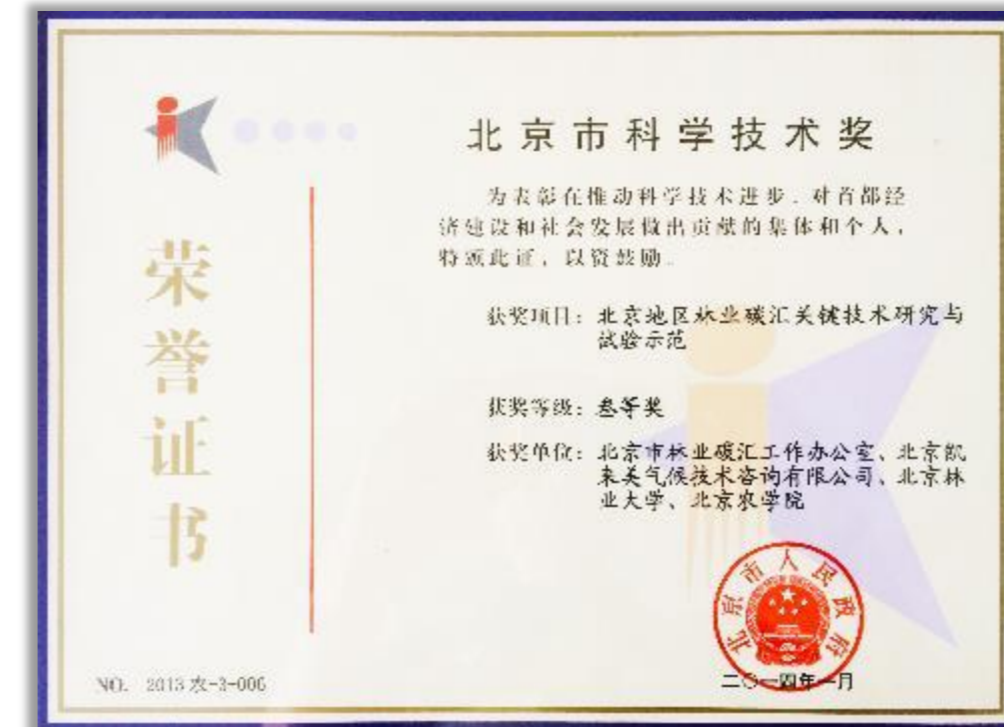 荣誉证书
北京市科学技术奖
为表彰在推动科学技术进步、对首都经
济建设和社会发展做出贡献的集体和个人,
特颁此证,以资鼓励。
获奖项目:北京地区林业碳汇关键技术研究与
试验示范
获奖等级:叁等奖
获奖单位:北京市林业碳汇工作办公室、北京凯
来美气候技术咨询有限公司、北京林
业大学、北京农学院
北京市人民政府
二〇一四年一月
NO. 2013农-3-006